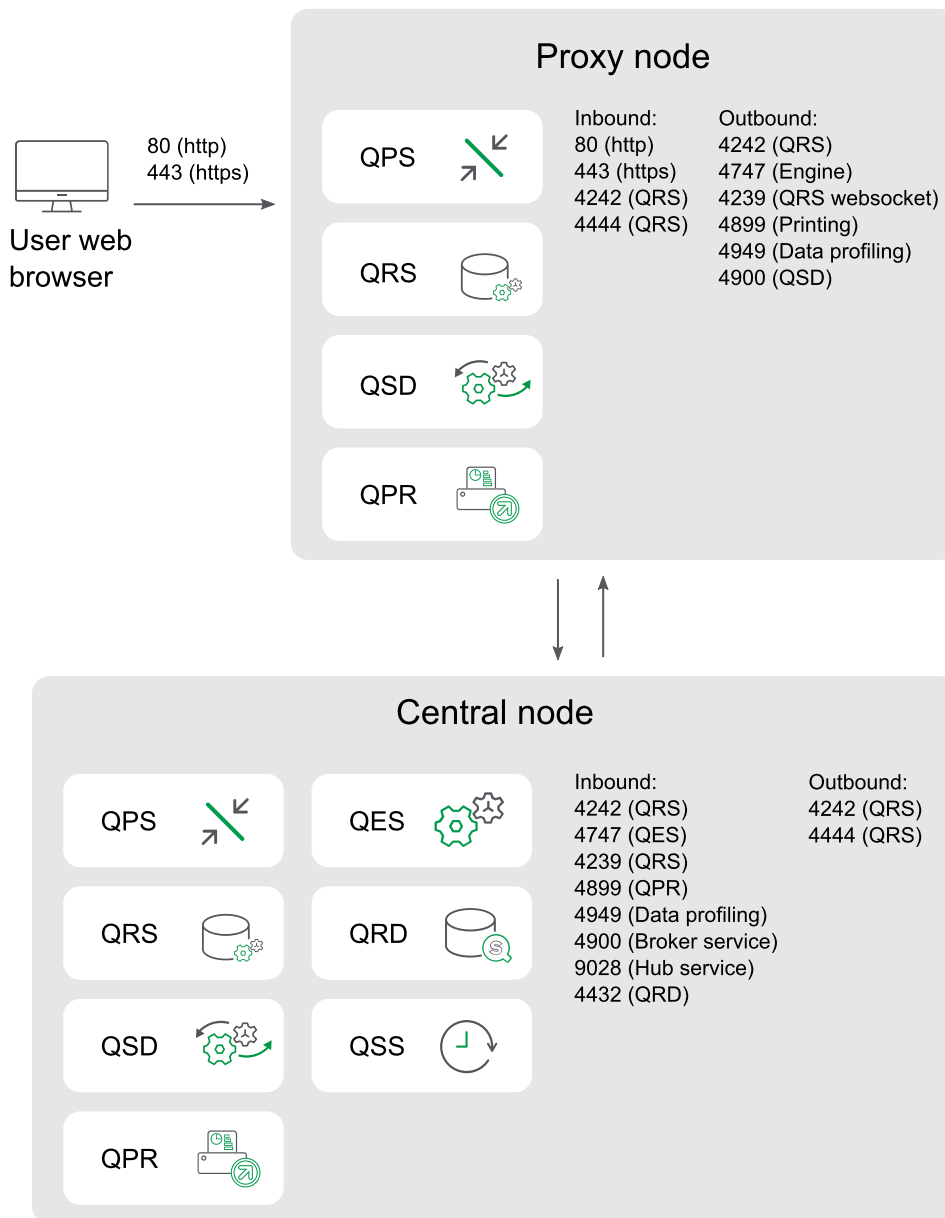 Proxy node
80 (http)
443 (https)
User web
browser
QPS
QRS
QSD
QPR
Inbound:
80 (http)
443 (https)
4242 (QRS)
4444 (QRS)
Outbound:
4242 (QRS)
4747 (Engine)
4239 (QRS websocket)
4899 (Printing)
4949 (Data profiling)
4900 (QSD)
Central node
QPS
QRS
QSD
QPR
QES
QRD
S
QSS
Inbound:
4242 (QRS)
4747 (QES)
4239 (QRS)
4899 (QPR)
4949 (Data profiling)
4900 (Broker service)
9028 (Hub service)
4432 (QRD)
Outbound:
4242 (QRS)
4444 (QRS)